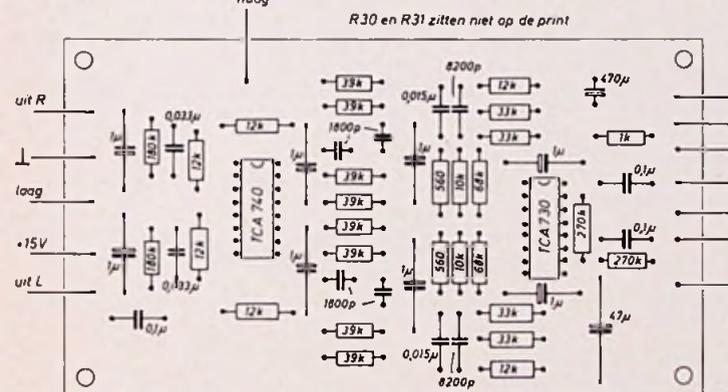 R30 en R31 zitten niet op de print
uit R
⊥
laag
+15V
uit L
1µ
180k
0,033µ
12k
1µ
180k
0,033µ
12k
0,1µ
12k
TCA 740
12k
1µ
1µ
39k
39k
1800p
39k
39k
39k
39k
1800p
39k
39k
8200p
0,015µ
1µ
560
10k
68k
560
10k
68k
1µ
0,015µ
8200p
12k
33k
33k
1µ
TCA 730
270k
1µ
33k
33k
12k
470µ
1k
0,1µ
0,1µ
270k
47µ